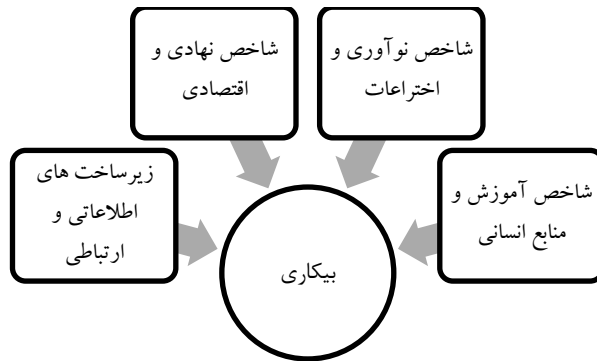 شاخص نوآوری و
اختراعات
شاخص نهادی و
اقتصادی
شاخص آموزش و
منابع انسانی
زیرساخت های
اطلاعاتی و
ارتباطی
بیکاری